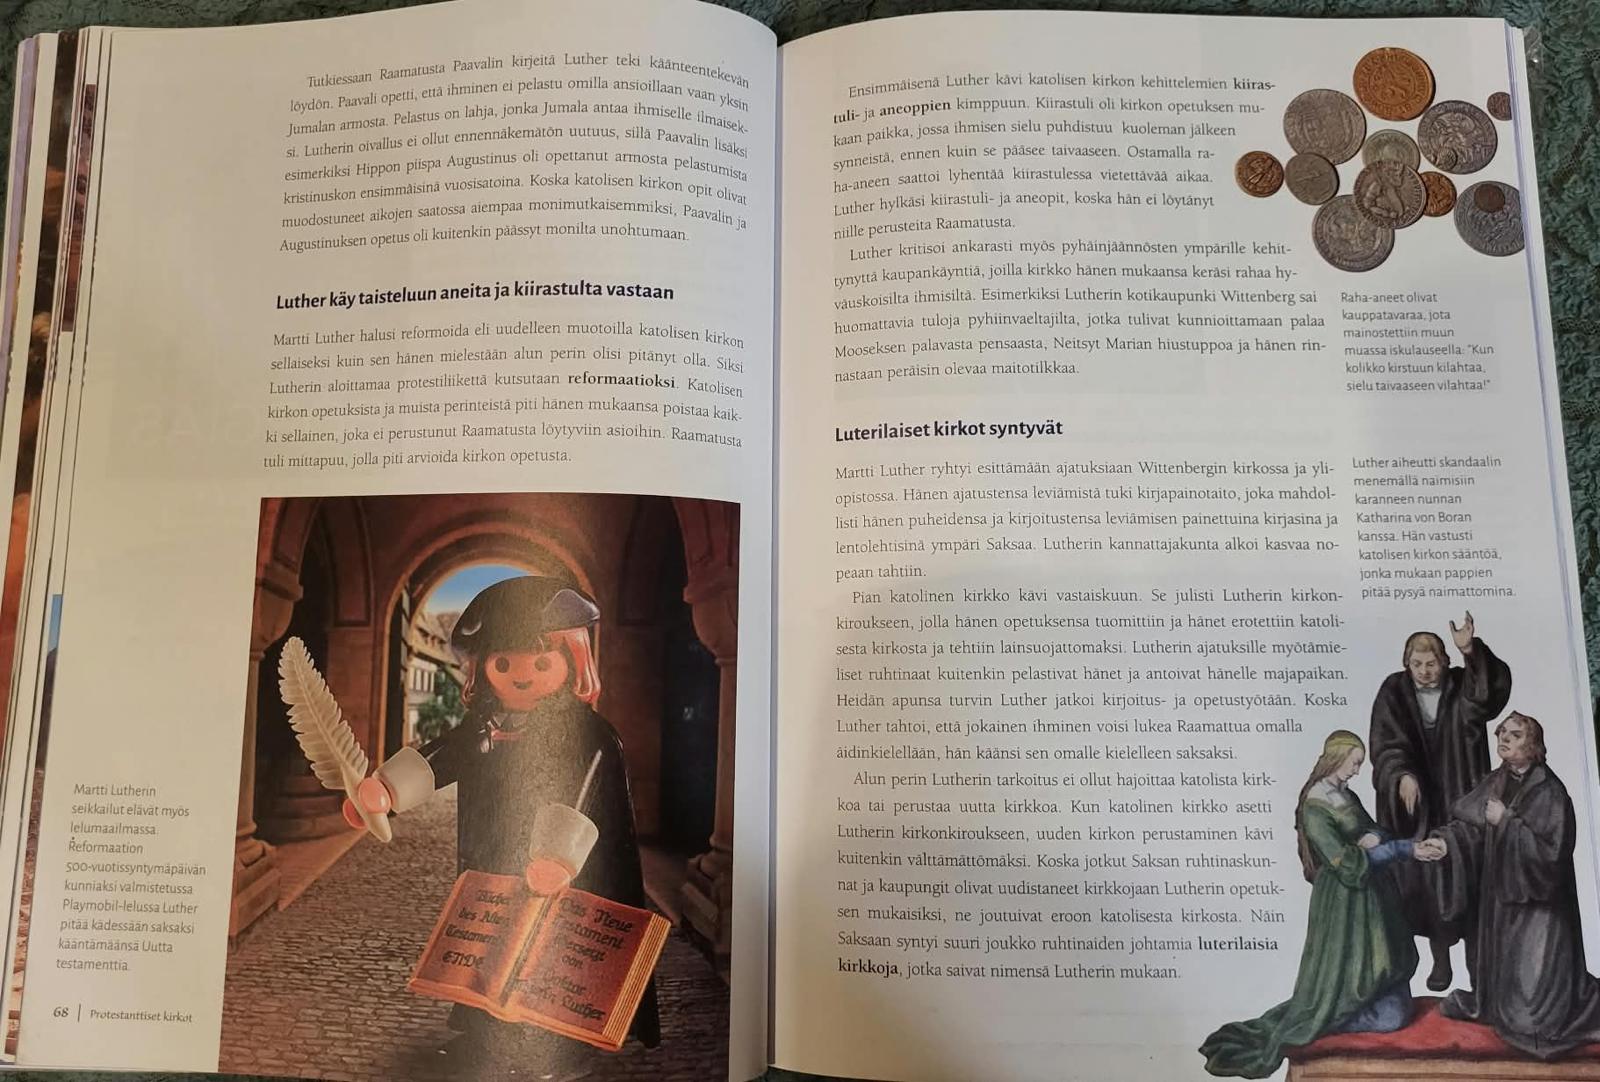 Tutkiessaan Raamatusta Paavalin kirjeitä Luther teki käänteentekevän
löydön. Paavali opetti, että ihminen ei pelastu omilla ansioillaan vaan yksin
Jumalan armosta. Pelastus on lahja, jonka Jumala antaa ihmiselle ilmaisek-
si. Lutherin oivallus ei ollut ennennäkemätön uutuus, sillä Paavalin lisäksi
esimerkiksi Hippon piispa Augustinus oli opettanut armosta pelastumista
kristinuskon ensimmäisinä vuosisatoina. Koska katolisen kirkon opit olivat
muodostuneet aikojen saatossa aiempaa monimutkaisemmiksi, Paavalin ja
Augustinuksen opetus oli kuitenkin päässyt monilta unohtumaan.
Luther käy taisteluun aneita ja kiirastulta vastaan
Martti Luther halusi reformoida eli uudelleen muotoilla katolisen kirkon
sellaiseksi kuin sen hänen mielestään alun perin olisi pitänyt olla. Siksi
Lutherin aloittamaa protestiliikettä kutsutaan reformaatioksi. Katolisen
kirkon opetuksista ja muista perinteistä piti hänen mukaansa poistaa kaik-
ki sellainen, joka ei perustunut Raamatusta löytyviin asioihin. Raamatusta
tuli mittapuu, jolla piti arvioida kirkon opetusta.
Martti Lutherin
seikkailut elävät myös
lelumaailmassa.
Reformaation
500-vuotissyntymäpäivän
kunniaksi valmistetussa
Playmobil-lelussa Luther
pitää kädessään saksaksi
kääntämäänsä Uutta
testamenttia.
Bücher
des Alten
Testaments
ENDE
Das Neue
Testament
übersetzt
von
Doktor
Martin Luther
68 | Protestanttiset kirkot
Ensimmäisenä Luther kävi katolisen kirkon kehittelemien kiiras-
tuli- ja aneoppien kimppuun. Kiirastuli oli kirkon opetuksen mu-
kaan paikka, jossa ihmisen sielu puhdistuu kuoleman jälkeen
synneistä, ennen kuin se pääsee taivaaseen. Ostamalla ra-
ha-aneen saattoi lyhentää kiirastulessa vietettävää aikaa.
Luther hylkäsi kiirastuli- ja aneopit, koska hän ei löytänyt
niille perusteita Raamatusta.
Luther kritisoi ankarasti myös pyhäinjäännösten ympärille kehit-
tynyttä kaupankäyntiä, joilla kirkko hänen mukaansa keräsi rahaa hy-
väuskoisilta ihmisiltä. Esimerkiksi Lutherin kotikaupunki Wittenberg sai
huomattavia tuloja pyhiinvaeltajilta, jotka tulivat kunnioittamaan palaa
Mooseksen palavasta pensaasta, Neitsyt Marian hiustuppoa ja hänen rin-
nastaan peräisin olevaa maitotilkkaa.
Raha-aneet olivat
kauppatavaraa, jota
mainostettiin muun
muassa iskulauseella: "Kun
kolikko kirstuun kilahtaa,
sielu taivaaseen vilahtaa!"
Luterilaiset kirkot syntyvät
Martti Luther ryhtyi esittämään ajatuksiaan Wittenbergin kirkossa ja yli-
opistossa. Hänen ajatustensa leviämistä tuki kirjapainotaito, joka mahdol-
listi hänen puheidensa ja kirjoitustensa leviämisen painettuina kirjasina ja
lentolehtisinä ympäri Saksaa. Lutherin kannattajakunta alkoi kasvaa no-
peaan tahtiin.
Pian katolinen kirkko kävi vastaiskuun. Se julisti Lutherin kirkon-
kiroukseen, jolla hänen opetuksensa tuomittiin ja hänet erotettiin katoli-
sesta kirkosta ja tehtiin lainsuojattomaksi. Lutherin ajatuksille myötämie-
liset ruhtinaat kuitenkin pelastivat hänet ja antoivat hänelle majapaikan.
Heidän apunsa turvin Luther jatkoi kirjoitus- ja opetustyötään. Koska
Luther tahtoi, että jokainen ihminen voisi lukea Raamattua omalla
äidinkielellään, hän käänsi sen omalle kielelleen saksaksi.
Alun perin Lutherin tarkoitus ei ollut hajoittaa katolista kirk-
koa tai perustaa uutta kirkkoa. Kun katolinen kirkko asetti
Lutherin kirkonkiroukseen, uuden kirkon perustaminen kävi
kuitenkin välttämättömäksi. Koska jotkut Saksan ruhtinaskun-
nat ja kaupungit olivat uudistaneet kirkkojaan Lutherin opetuk-
sen mukaisiksi, ne joutuivat eroon katolisesta kirkosta. Näin
Saksaan syntyi suuri joukko ruhtinaiden johtamia luterilaisia
kirkkoja, jotka saivat nimensä Lutherin mukaan.
Luther aiheutti skandaalin
menemällä naimisiin
karanneen nunnan
Katharina von Boran
kanssa. Hän vastusti
katolisen kirkon sääntöä,
jonka mukaan pappien
pitää pysyä naimattomina.